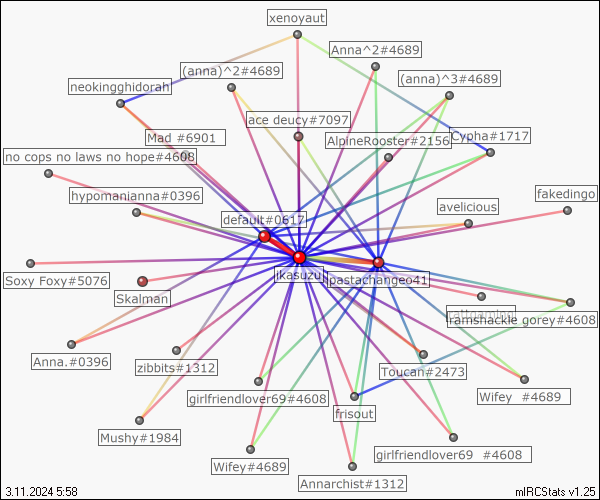 xenoyaut
Anna^2#4689
(anna)^2#4689
(anna)^3#4689
neokingghidorah
ace deucy#7097
Mad #6901
AlpineRooster#2156
Cypha#1717
no cops no laws no hope#4608
hypomanianna#0396
fakedingo
avelicious
default#0617
jkasuzu
pastachange041
Soxy Foxy#5076
Skalman
ramshackle gorey#4608
Anna.#0396
zibbits#1312
Toucan#2473
girlfriendlover69#4608
Wifey #4689
frisout
Mushy#1984
girlfriendlover69 #4608
Wifey#4689
Annarchist#1312
3.11.2024 5:58
mIRCStats v1.25